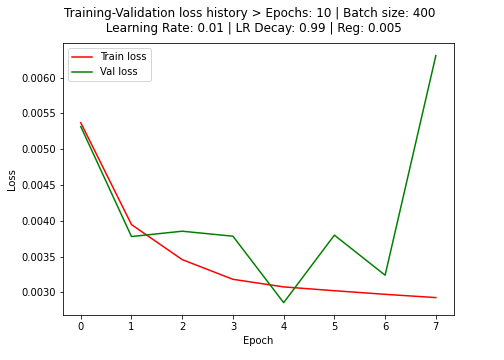 Training-Validation loss history > Epochs: 10 | Batch size: 400
Learning Rate: 0.01 | LR Decay: 0.99 | Reg: 0.005
Train loss
Val loss
0.0060
0.0055
0.0050
0.0045
0.0040
0.0035
0.0030
Loss
0 1 2 3 4 5 6 7
Epoch